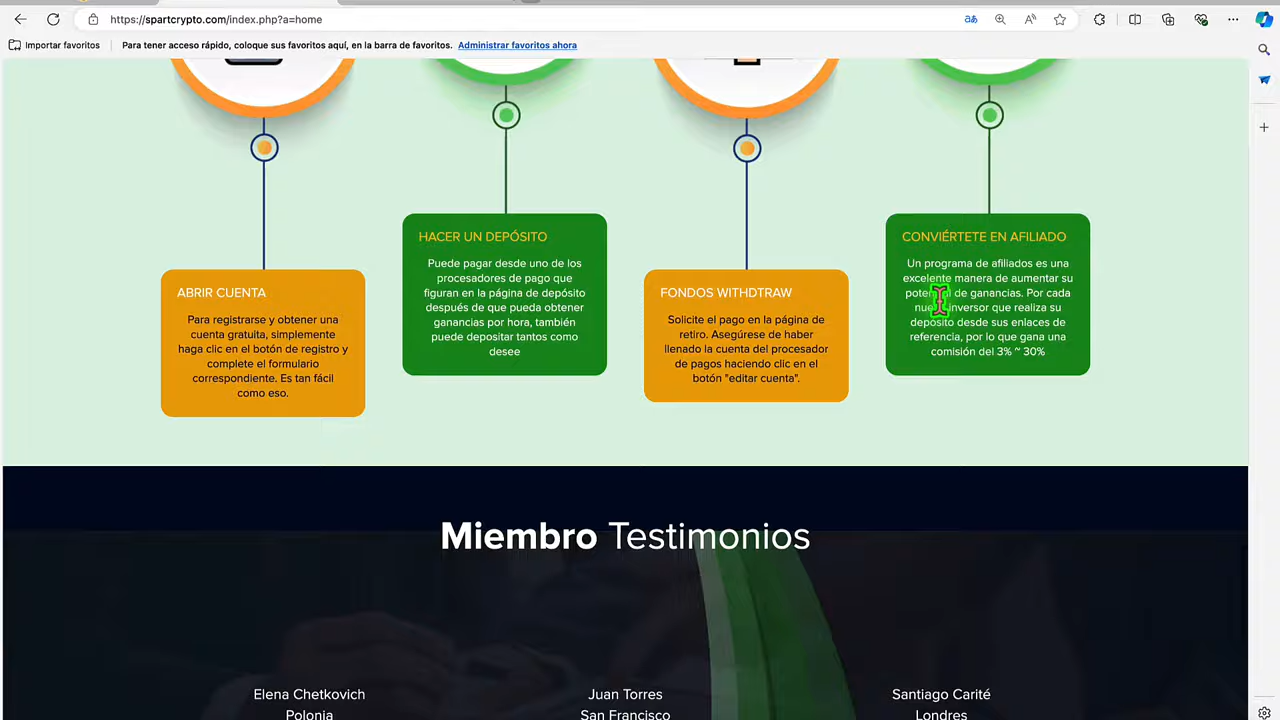 https://spartcrypto.com/index.php?a=home
Importar favoritos
Para tener acceso rápido, coloque sus favoritos aquí, en la barra de favoritos. Administrar favoritos ahora
ABRIR CUENTA
Para registrarse y obtener una
cuenta gratuita, simplemente
haga clic en el botón de registro y
complete el formulario
correspondiente. Es tan fácil
como eso.
HACER UN DEPÓSITO
Puede pagar desde uno de los
procesadores de pago que
figuran en la página de depósito
después de que pueda obtener
ganancias por hora, también
puede depositar tantos como
desee
FONDOS WITHDTRAW
Solicite el pago en la página de
retiro. Asegúrese de haber
llenado la cuenta del procesador
de pagos haciendo clic en el
botón "editar cuenta".
CONVIÉRTETE EN AFILIADO
Un programa de afiliados es una
excelente manera de aumentar su
de ganancias. Por cada
inversor que realiza su
depósito desde sus enlaces de
referencia, por lo que gana una
comisión del 3% ~ 30%
Miembro Testimonios
Elena Chetkovich
Polonia
Juan Torres
San Francisco
Santiago Carité
Londres